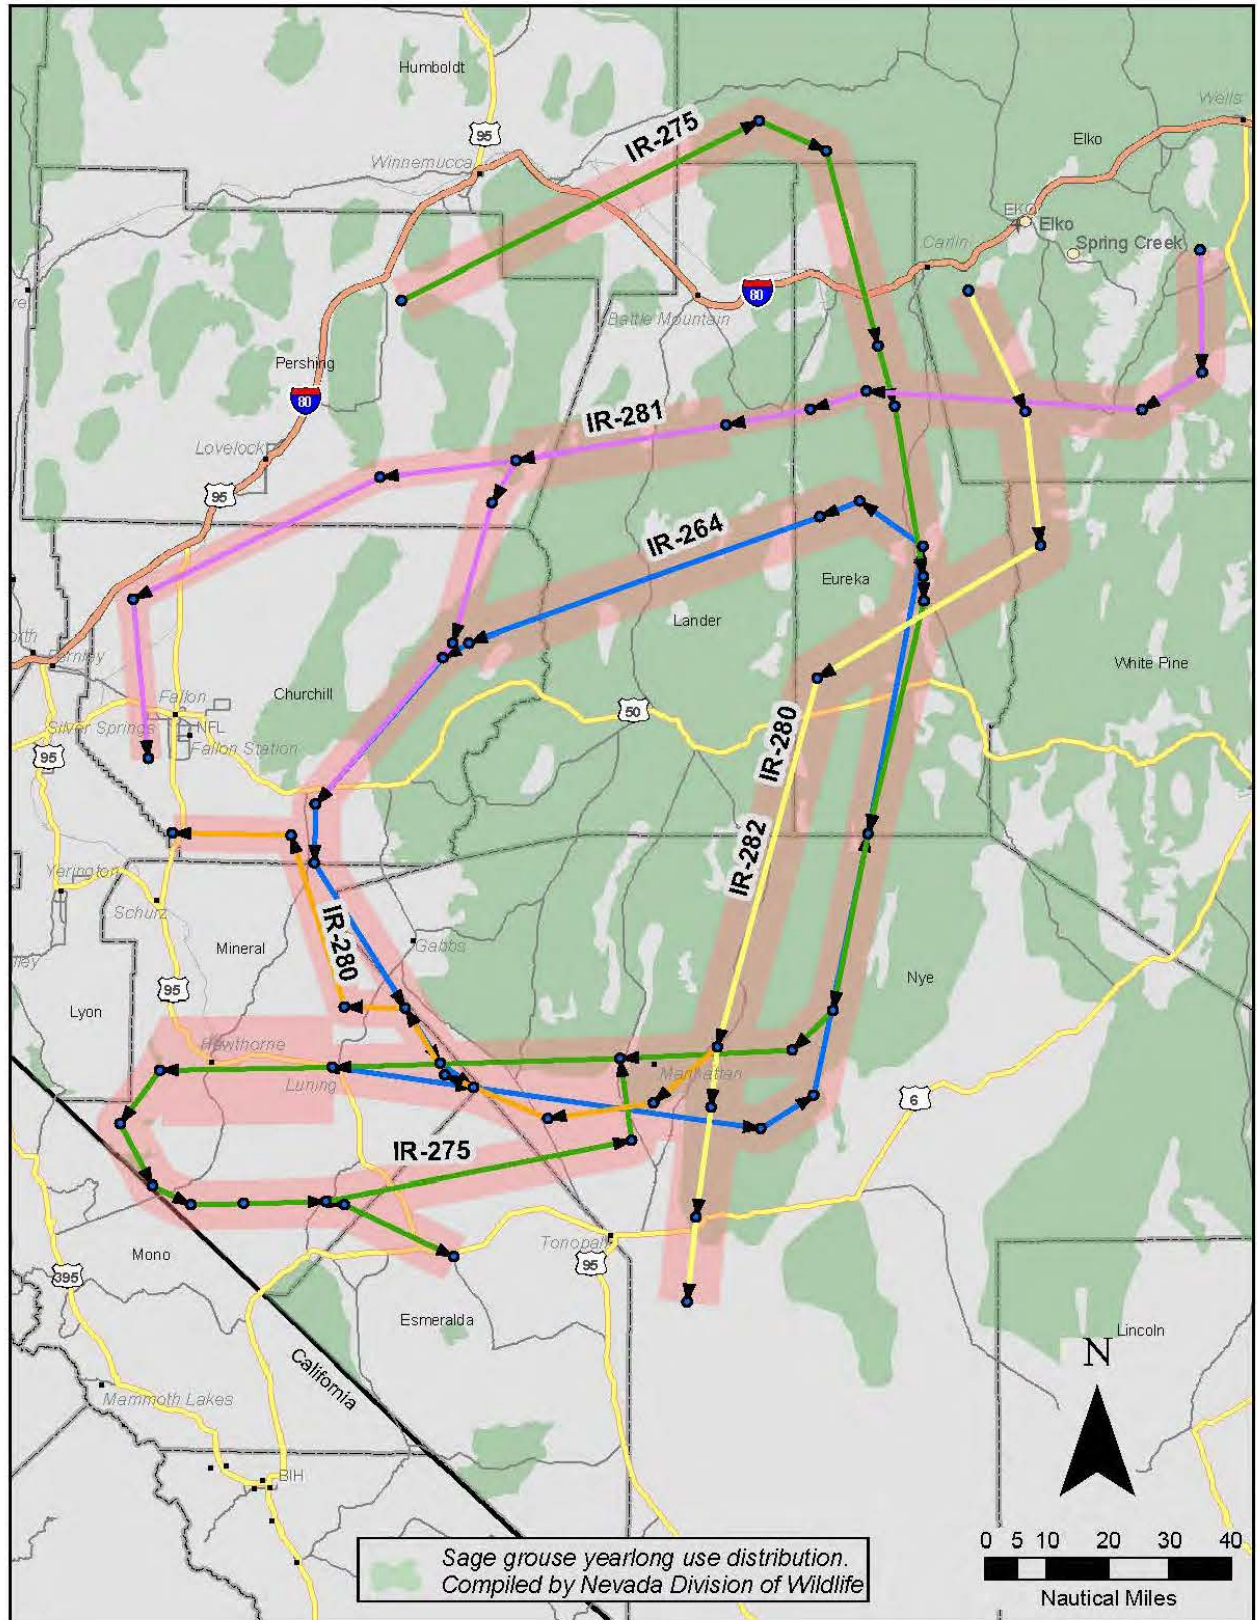 Humboldt
Wells
95
IR-275
Elko
Winnemucca
EKO
Elko
Carlin
Spring Creek
80
Battle Mountain
Pershing
80
IR-281
Lovelock
95
IR-264
Eureka
Lander
White Pine
Fernley
Churchill
Fallon
50
Silver Springs
NFL
Fallon Station
95
IR-280
IR-282
Yerington
Schurz
IR-280
Mineral
Gabbs
Nye
95
Lyon
Hawthorne
Manhattan
Luning
6
IR-275
Mono
Tonopah
95
395
Esmeralda
Lincoln
N
California
Mammoth Lakes
BIH
0 5 10 20 30 40
Nautical Miles
Sage grouse yearlong use distribution.
Compiled by Nevada Division of Wildlife